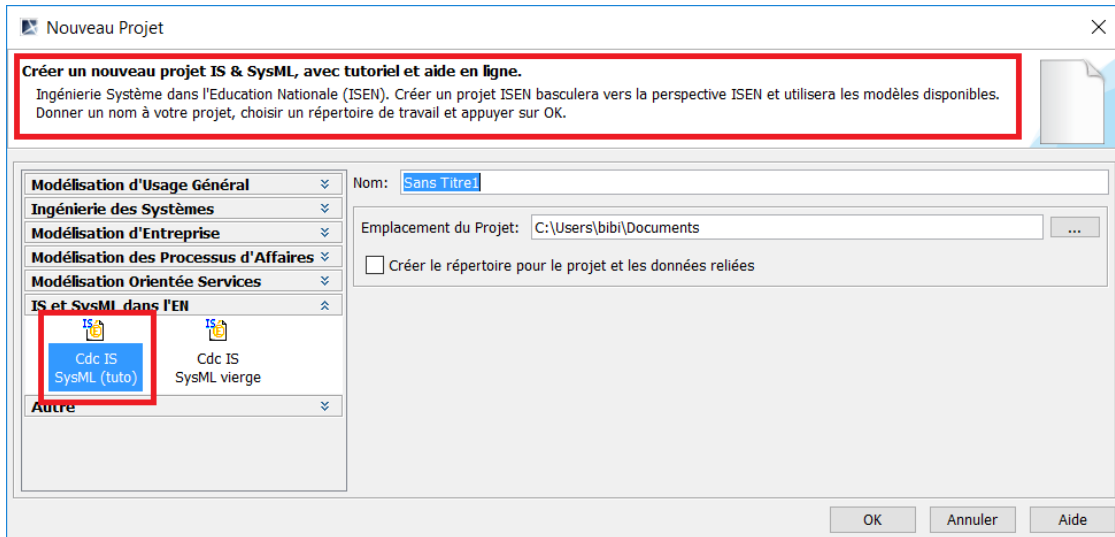 Nouveau Projet
Créer un nouveau projet IS & SysML, avec tutoriel et aide en ligne.
Ingénierie Système dans l'Education Nationale (ISEN). Créer un projet ISEN basculera vers la perspective ISEN et utilisera les modèles disponibles.
Donner un nom à votre projet, choisir un répertoire de travail et appuyer sur OK.
Modélisation d'Usage Général
Ingénierie des Systèmes
Modélisation d'Entreprise
Modélisation des Processus d'Affaires
Modélisation Orientée Services
IS et SysML dans l'EN
IS
IS
Cdc IS
SysML (tuto)
Cdc IS
SysML vierge
Autre
Nom: Sans Titre1
Emplacement du Projet: C:\Users\bibi\Documents
...
Créer le répertoire pour le projet et les données reliées
OK
Annuler
Aide